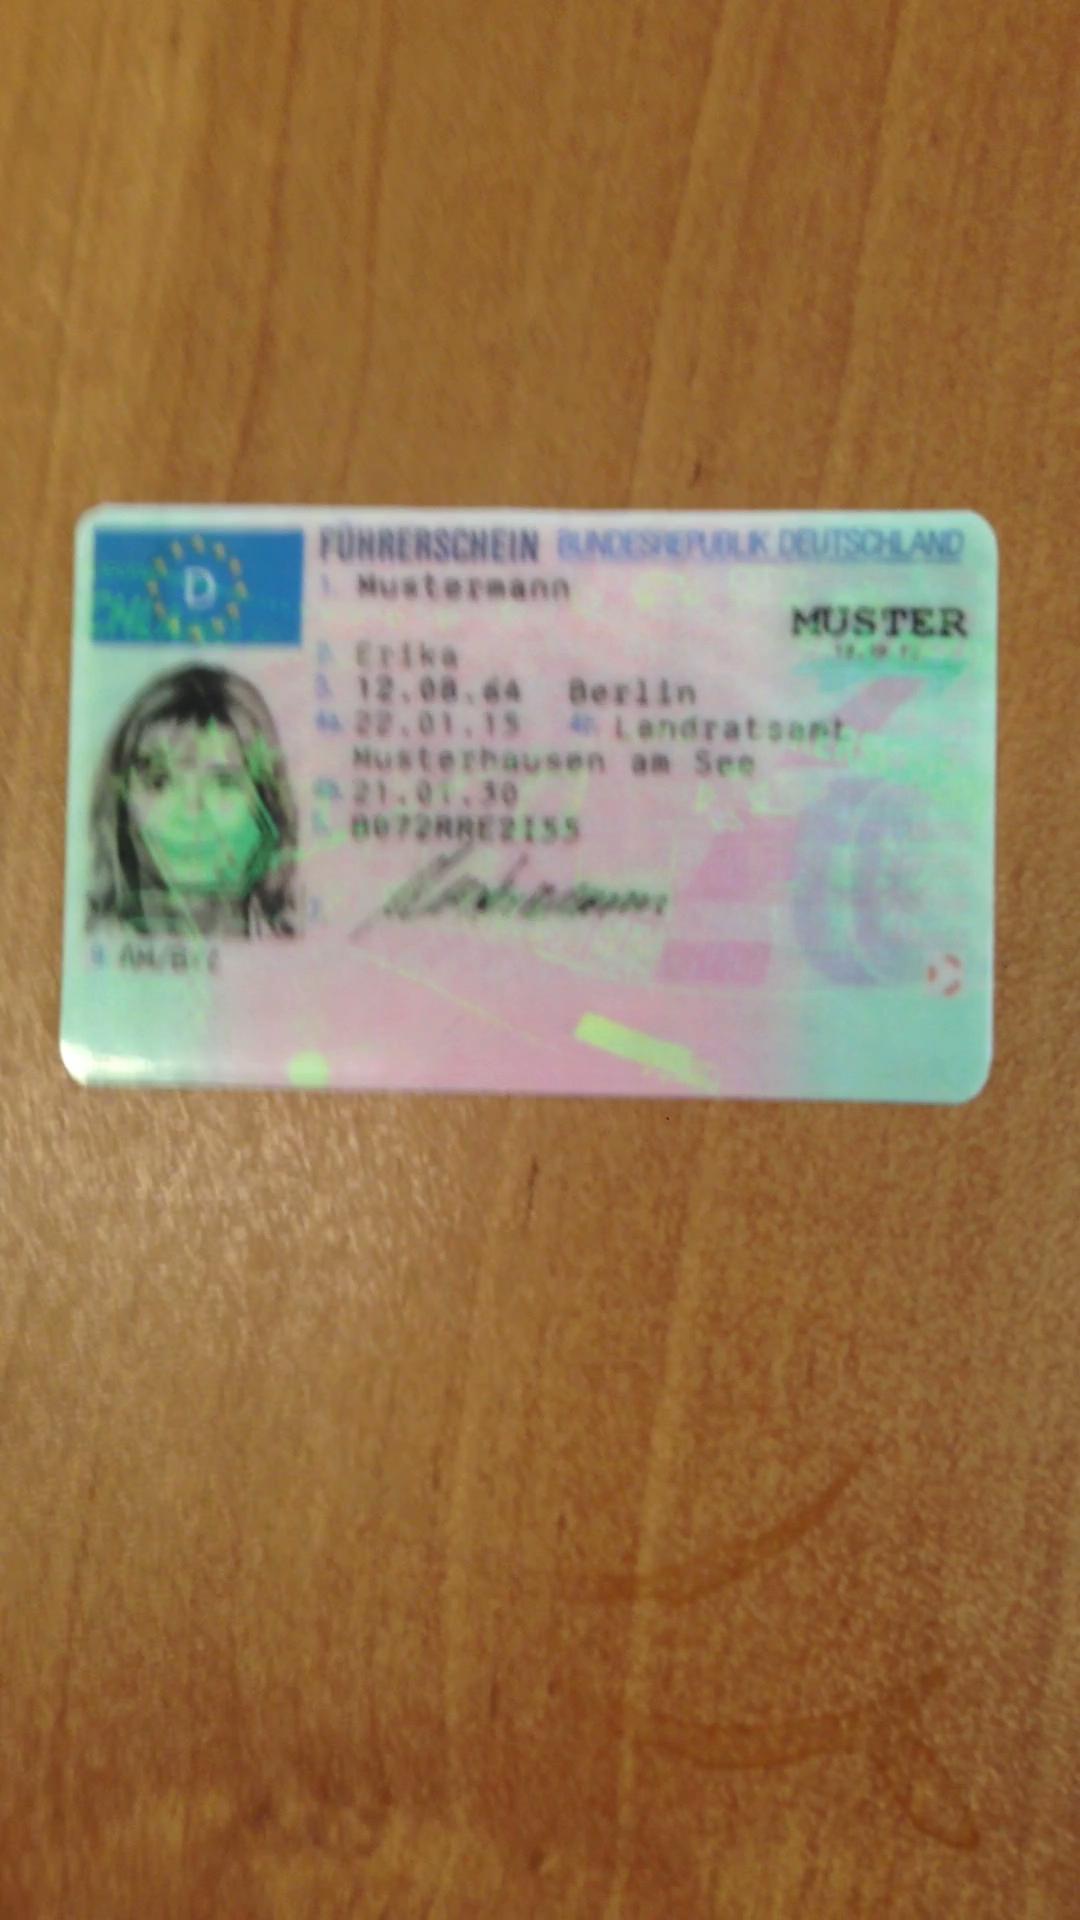 D
FÜHRERSCHEIN BUNDESREPUBLIK DEUTSCHLAND
1. Mustermann
MUSTER
2. Erika
3. 12.08.64 Berlin
4a. 22.01.15 4c. Landratsamt
Musterhausen am See
4b. 21.01.30
5. B072RRE2I55
7. Mustermann
9. AM/B/C